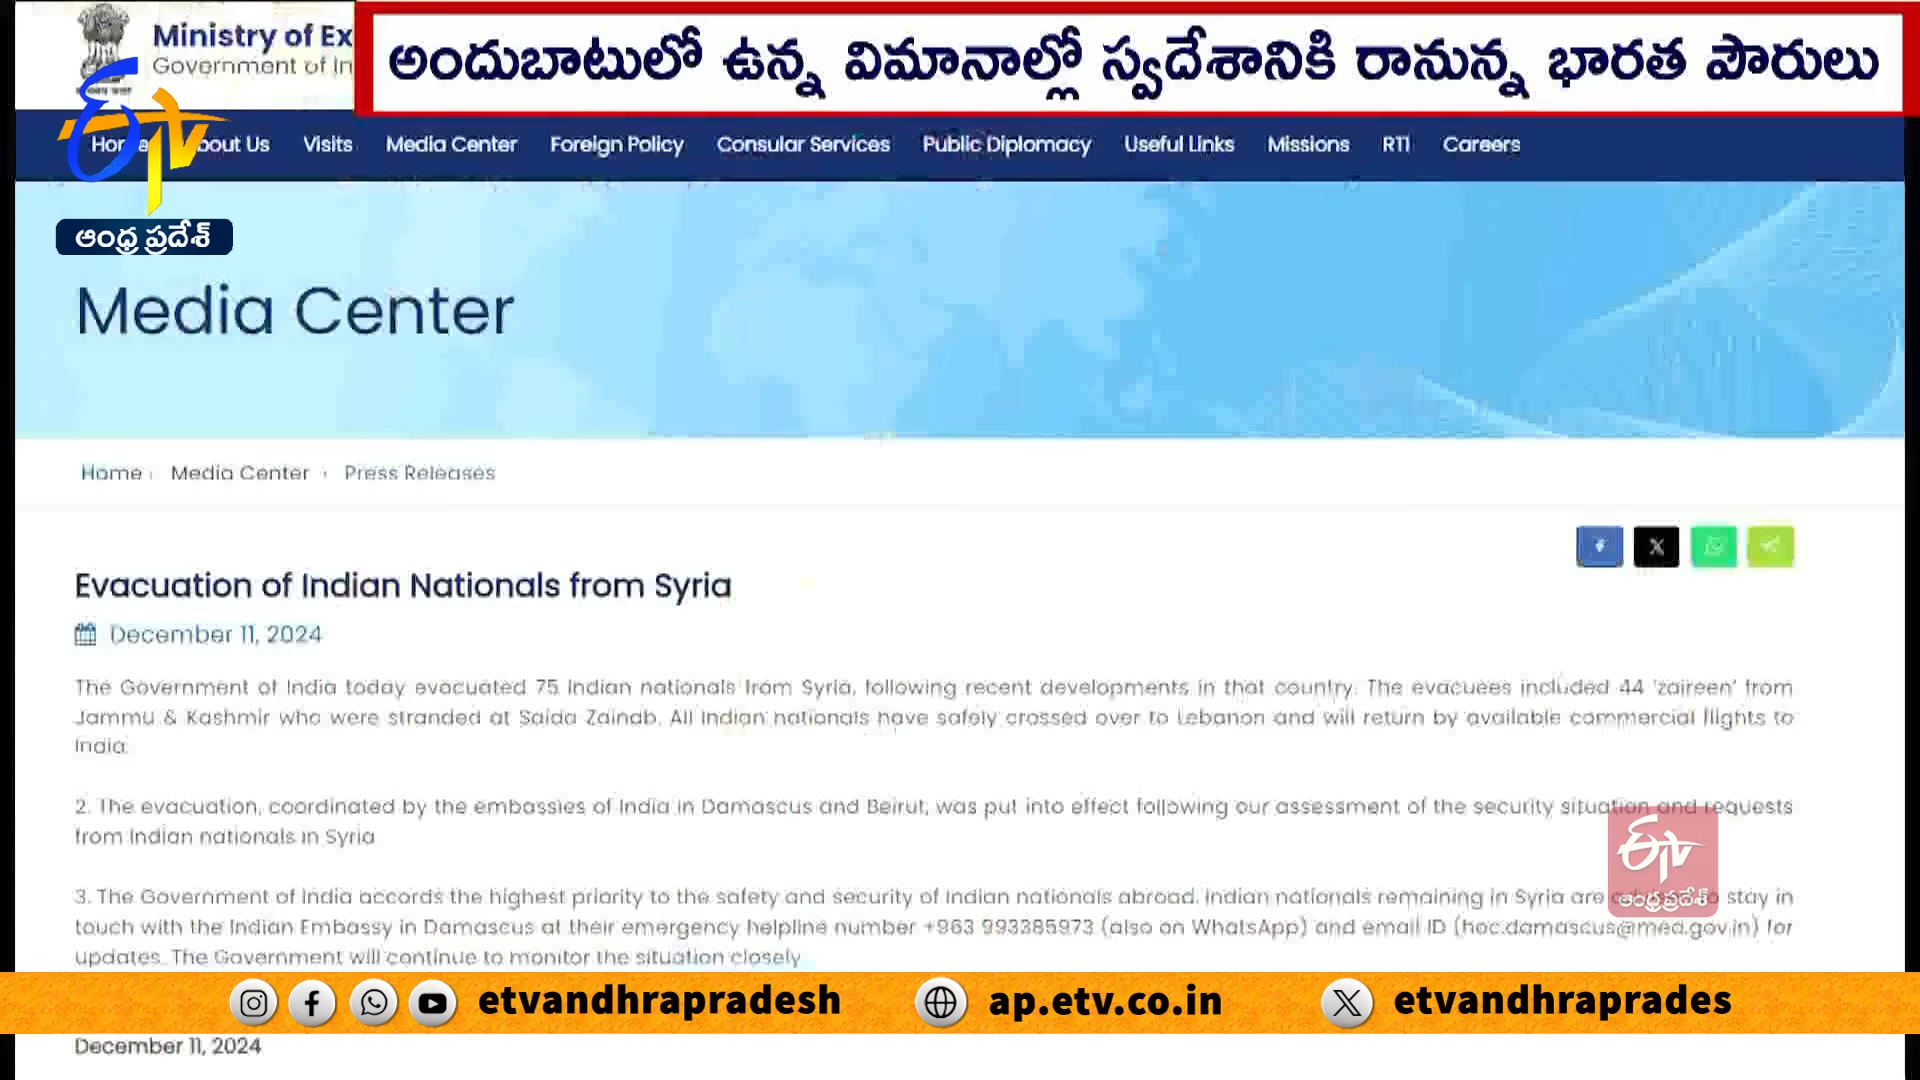 Ministry of Ex
Government of In
అందుబాటులో ఉన్న విమానాల్లో స్వదేశానికి రానున్న భారత పౌరులు
Home About Us Visits Media Center Foreign Policy Consular Services Public Diplomacy Useful Links Missions RTI Careers
ETV
ఆంధ్ర ప్రదేశ్
Media Center
Home › Media Center › Press Releases
Evacuation of Indian Nationals from Syria
December 11, 2024
The Government of India today evacuated 75 Indian nationals from Syria, following recent developments in that country. The evacuees included 44 'zaireen' from
Jammu & Kashmir who were stranded at Saida Zainab. All Indian nationals have safely crossed over to Lebanon and will return by available commercial flights to
India.
2. The evacuation, coordinated by the embassies of India in Damascus and Beirut, was put into effect following our assessment of the security situation and requests
from Indian nationals in Syria
3. The Government of India accords the highest priority to the safety and security of Indian nationals abroad. Indian nationals remaining in Syria are stay in
touch with the Indian Embassy in Damascus at their emergency helpline number +963 993385973 (also on WhatsApp) and email ID (hoc.damascus@mea.gov.in) for
updates. The Government will continue to monitor the situation closely
ETV
ఆంధ్రప్రదేశ్
etvandhrapradesh ap.etv.co.in etvandhraprades
December 11, 2024